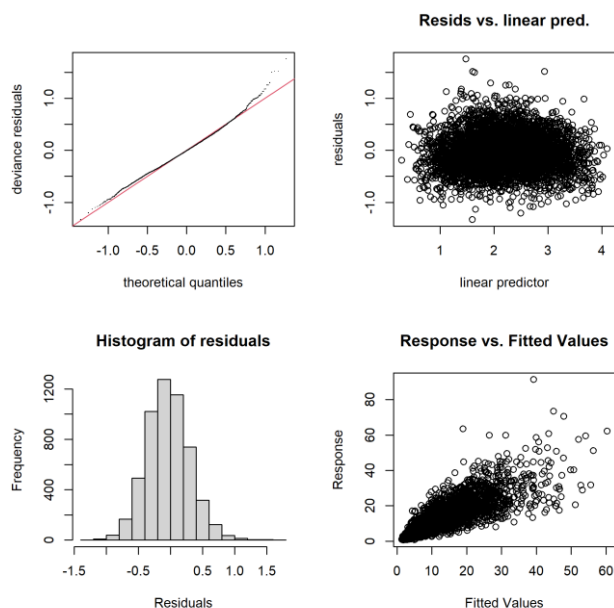 deviance residuals
-1.0 0.0 1.0
-1.0 -0.5 0.0 0.5 1.0
theoretical quantiles
Resids vs. linear pred.
residuals
-1.0 0.0 1.0
1 2 3 4
linear predictor
Histogram of residuals
Frequency
0 400 1200
-1.5 -0.5 0.5 1.5
Residuals
Response vs. Fitted Values
Response
0 20 40 60 80
0 10 20 30 40 50 60
Fitted Values